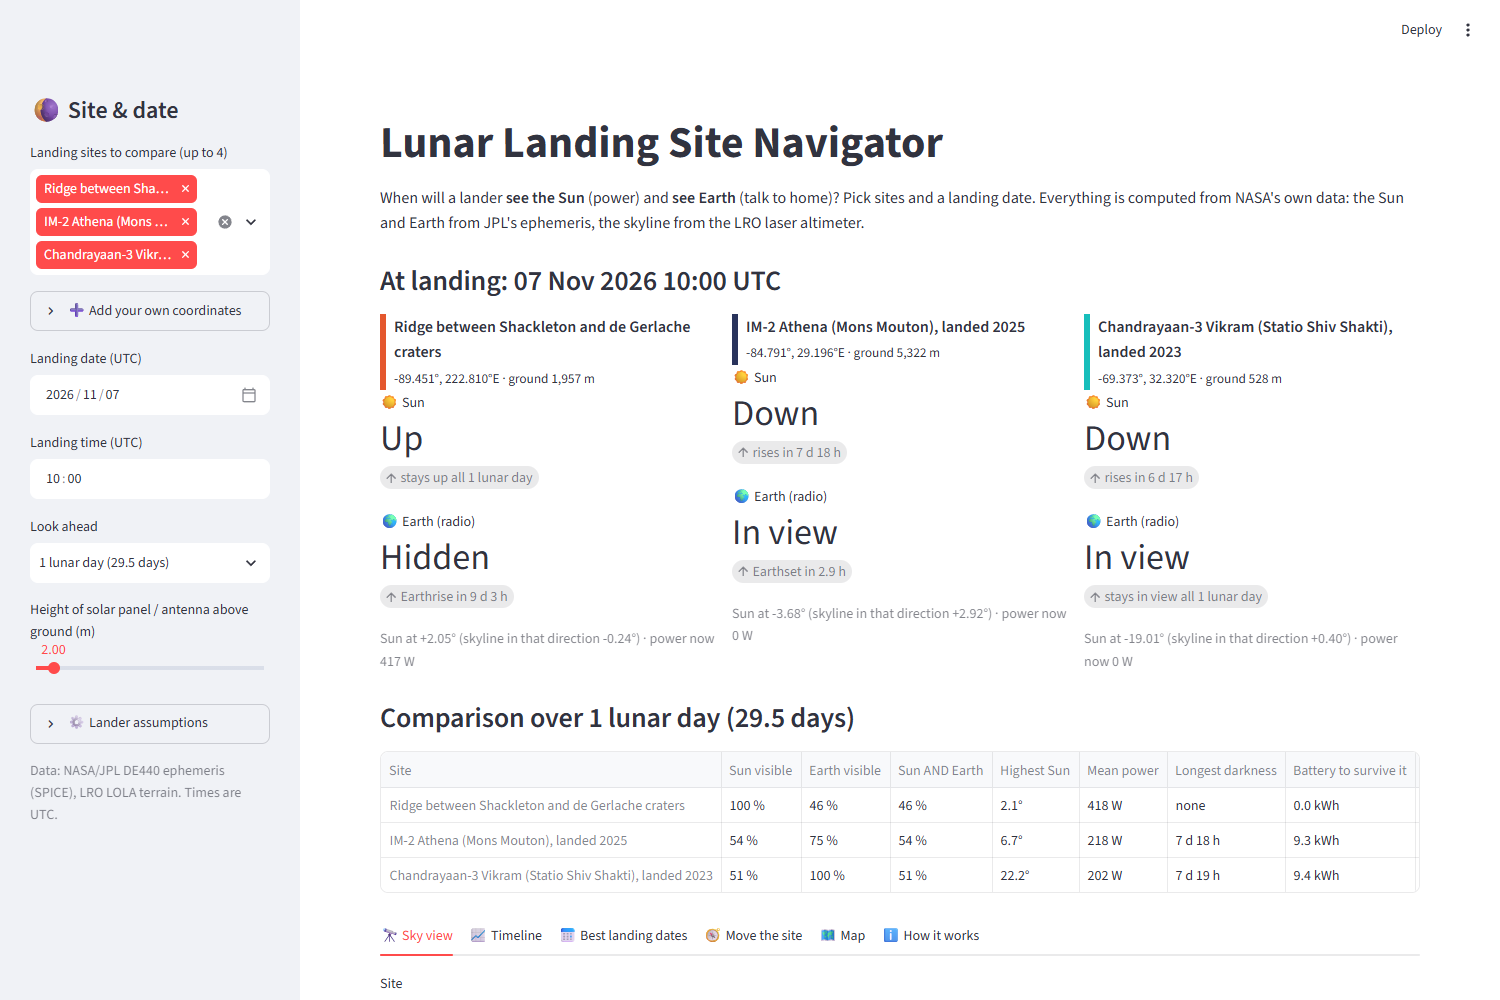 Deploy
Site & date
Landing sites to compare (up to 4)
Ridge between Sha...
IM-2 Athena (Mons ...
Chandrayaan-3 Vikr...
Add your own coordinates
Landing date (UTC)
2026/11/07
Landing time (UTC)
10:00
Look ahead
1 lunar day (29.5 days)
Height of solar panel / antenna above
ground (m)
2.00
Lander assumptions
Data: NASA/JPL DE440 ephemeris
(SPICE), LRO LOLA terrain. Times are
UTC.
Lunar Landing Site Navigator
When will a lander see the Sun (power) and see Earth (talk to home)? Pick sites and a landing date. Everything is computed from NASA's own data: the Sun
and Earth from JPL's ephemeris, the skyline from the LRO laser altimeter.
At landing: 07 Nov 2026 10:00 UTC
Ridge between Shackleton and de Gerlache
craters
-89.451°, 222.810°E · ground 1,957 m
Sun
Up
↑ stays up all 1 lunar day
Earth (radio)
Hidden
↑ Earthrise in 9 d 3 h
Sun at +2.05° (skyline in that direction -0.24°) · power now
417 W
IM-2 Athena (Mons Mouton), landed 2025
-84.791°, 29.196°E · ground 5,322 m
Sun
Down
↑ rises in 7 d 18 h
Earth (radio)
In view
↑ Earthset in 2.9 h
Sun at -3.68° (skyline in that direction +2.92°) · power now
0 W
Chandrayaan-3 Vikram (Statio Shiv Shakti),
landed 2023
-69.373°, 32.320°E · ground 528 m
Sun
Down
↑ rises in 6 d 17 h
Earth (radio)
In view
↑ stays in view all 1 lunar day
Sun at -19.01° (skyline in that direction +0.40°) · power
now 0 W
Comparison over 1 lunar day (29.5 days)
Site Sun visible Earth visible Sun AND Earth Highest Sun Mean power Longest darkness Battery to survive it
Ridge between Shackleton and de Gerlache craters 100 % 46 % 46 % 2.1° 418 W none 0.0 kWh
IM-2 Athena (Mons Mouton), landed 2025 54 % 75 % 54 % 6.7° 218 W 7 d 18 h 9.3 kWh
Chandrayaan-3 Vikram (Statio Shiv Shakti), landed 2023 51 % 100 % 51 % 22.2° 202 W 7 d 19 h 9.4 kWh
Sky view Timeline Best landing dates Move the site Map How it works
Site